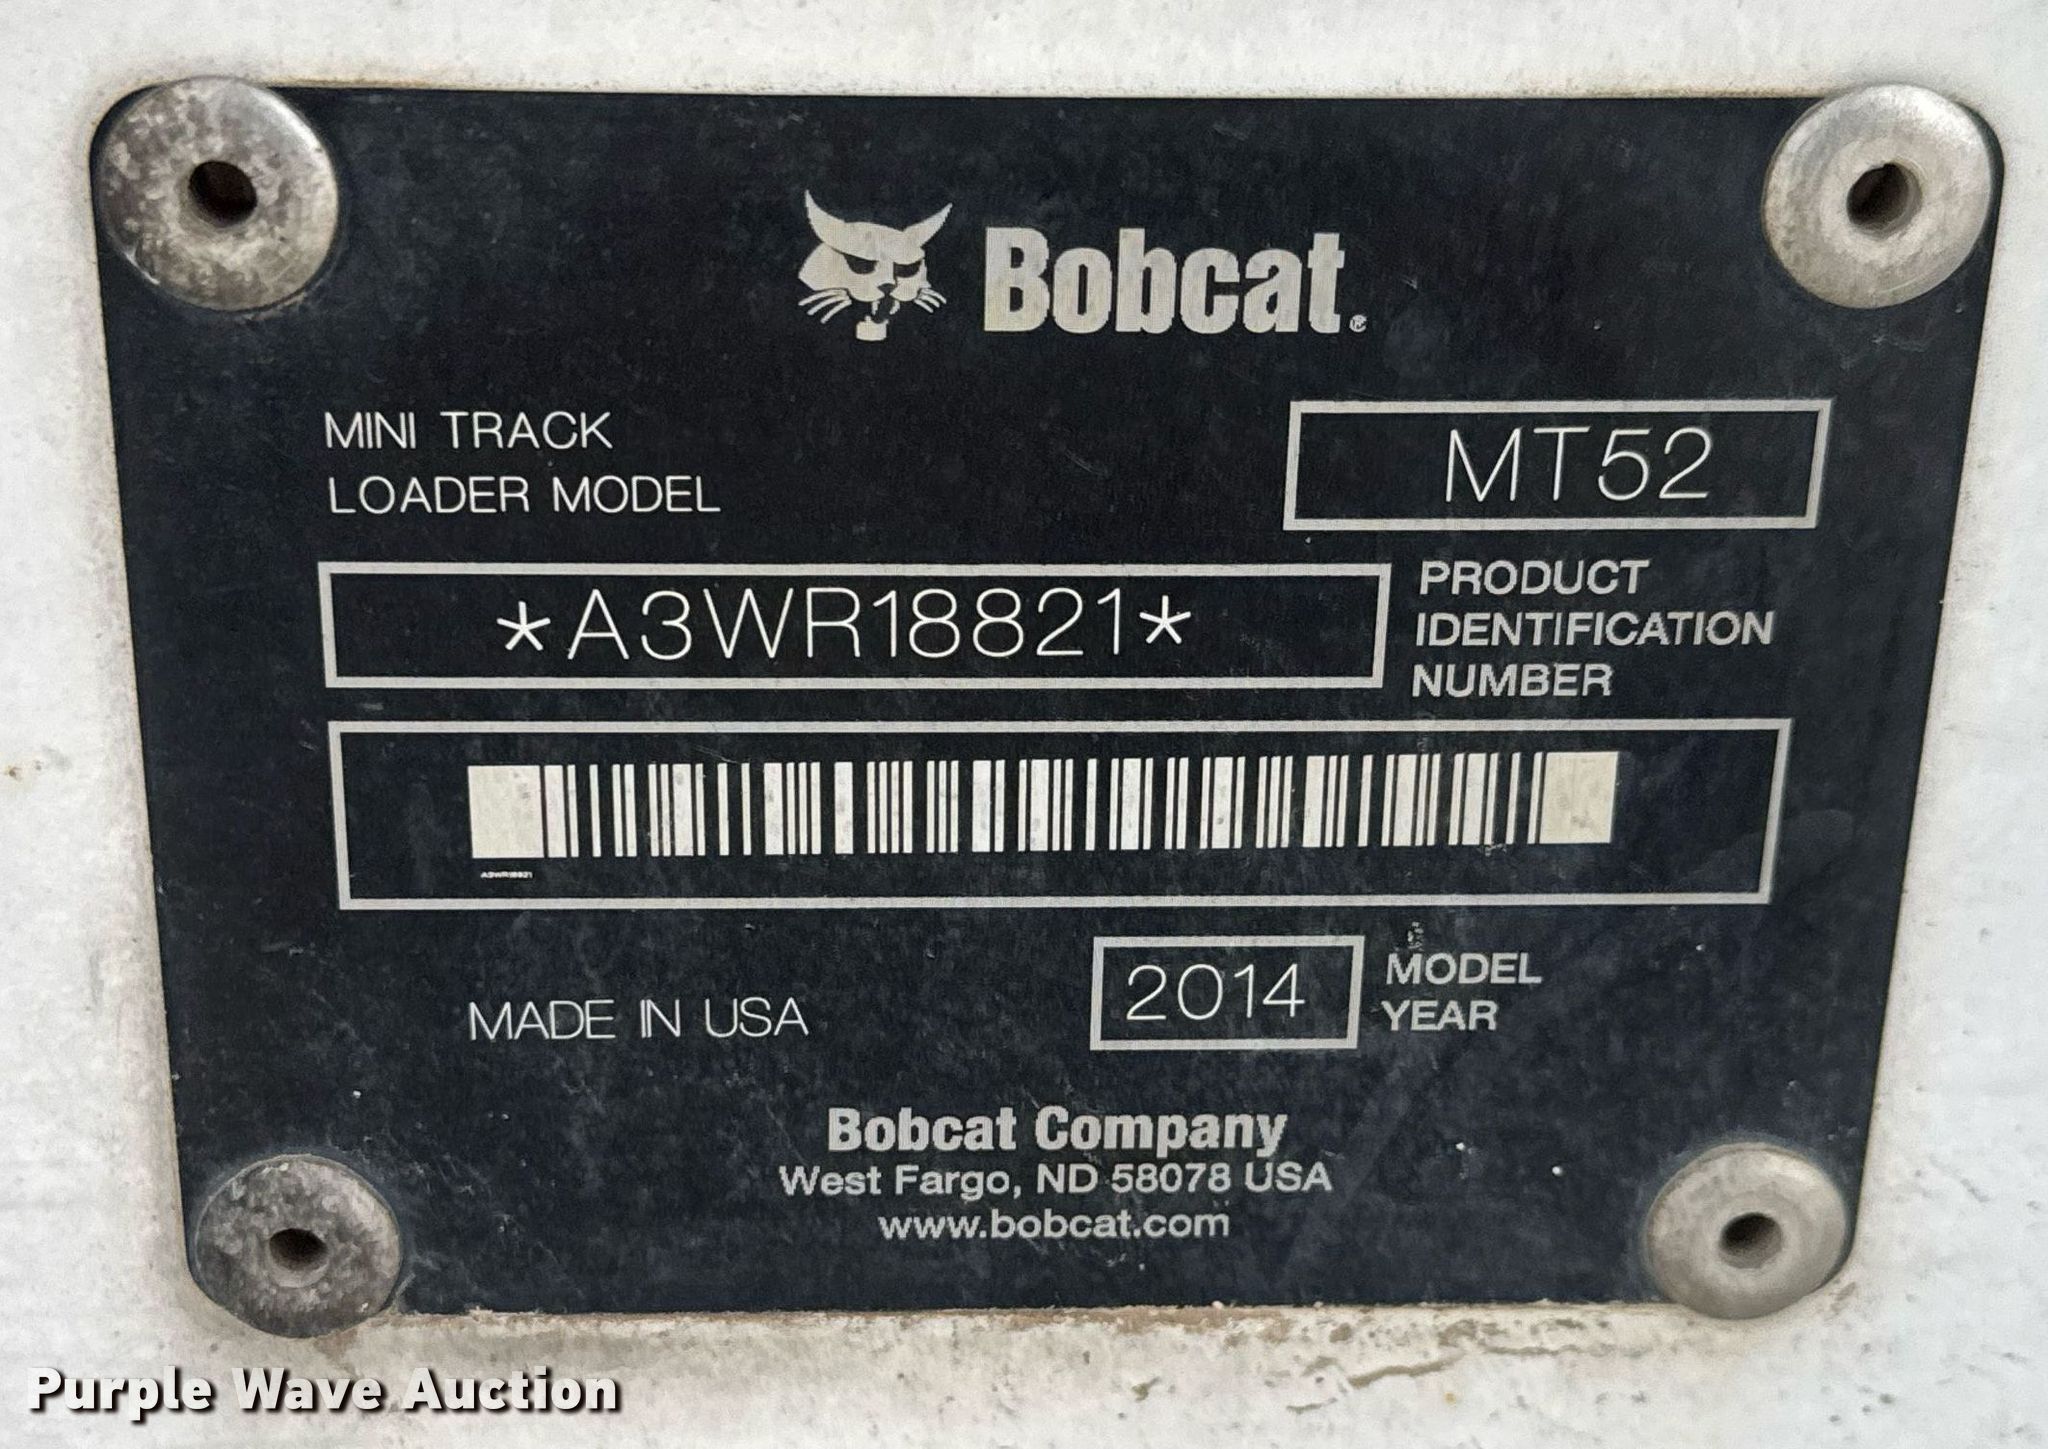 Bobcat®
MINI TRACK
LOADER MODEL
MT52
*A3WR18821*
PRODUCT
IDENTIFICATION
NUMBER
A3WR18821
MADE IN USA
2014
MODEL
YEAR
Bobcat Company
West Fargo, ND 58078 USA
www.bobcat.com
Purple Wave Auction